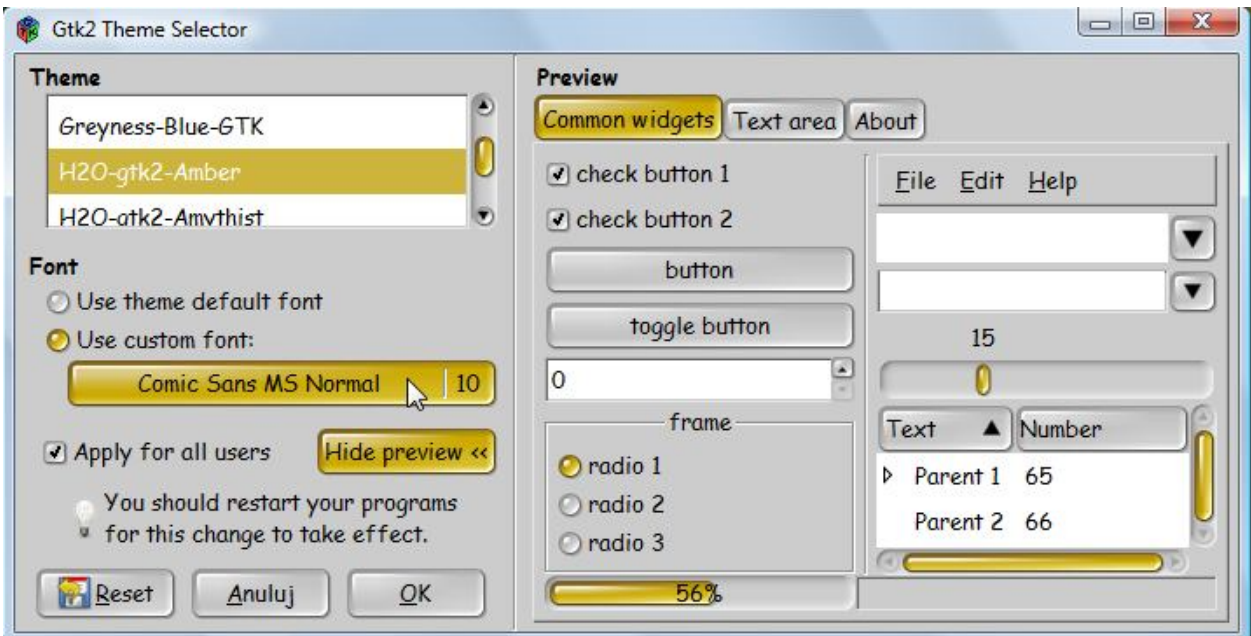 Gtk2 Theme Selector
Theme
Greyness-Blue-GTK
H2O-gtk2-Amber
H2O-gtk2-Amythist
Font
Use theme default font
Use custom font:
Comic Sans MS Normal 10
Apply for all users
Hide preview <<
You should restart your programs
for this change to take effect.
Reset
Anuluj
OK
Preview
Common widgets
Text area
About
check button 1
check button 2
button
toggle button
0
frame
radio 1
radio 2
radio 3
56%
File Edit Help
15
Text Number
Parent 1 65
Parent 2 66